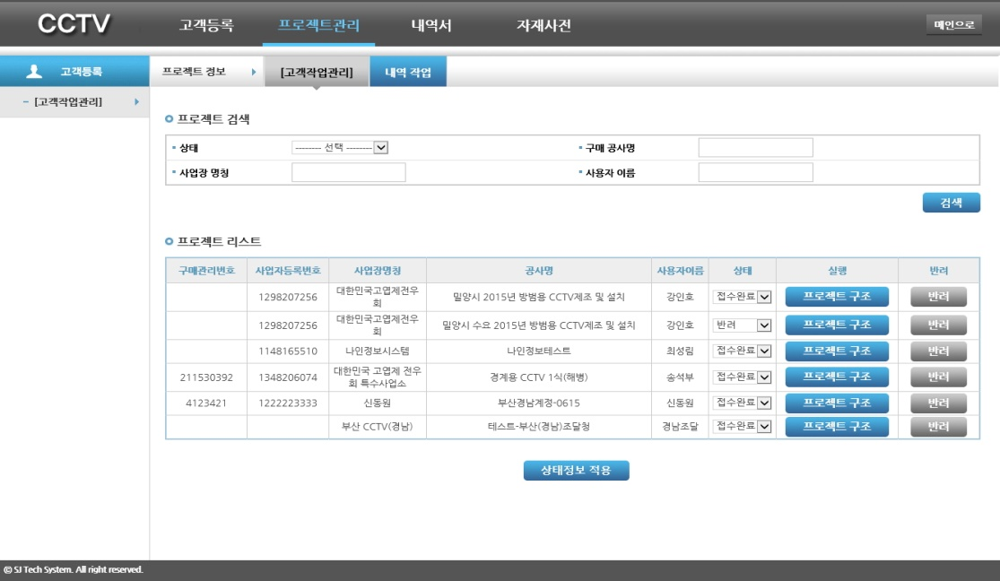 CCTV 고객등록 프로젝트관리 내역서 자재사전 메인으로
고객등록 프로젝트 정보 [고객작업관리] 내역 작업
- [고객작업관리]
프로젝트 검색
상태 -------- 선택 -------- 구매 공사명
사업장 명칭 사용자 이름
검색
프로젝트 리스트
구매관리번호 사업자등록번호 사업장명칭 공사명 사용자이름 상태 실행 반려
1298207256 대한민국고엽제전우
회 밀양시 2015년 방범용 CCTV제조 및 설치 강인호 접수완료 프로젝트 구조 반려
1298207256 대한민국고엽제전우
회 밀양시 수요 2015년 방범용 CCTV제조 및 설치 강인호 반려 프로젝트 구조 반려
1148165510 나인정보시스템 나인정보테스트 최성림 접수완료 프로젝트 구조 반려
211530392 1348206074 대한민국 고엽제 전우
회 특수사업소 경계용 CCTV 1식(해병) 송석부 접수완료 프로젝트 구조 반려
4123421 1222223333 신동원 부산경남계정-0615 신동원 접수완료 프로젝트 구조 반려
부산 CCTV(경남) 테스트-부산(경남)조달청 경남조달 접수완료 프로젝트 구조 반려
상태정보 적용
© SJ Tech System. All right reserved.